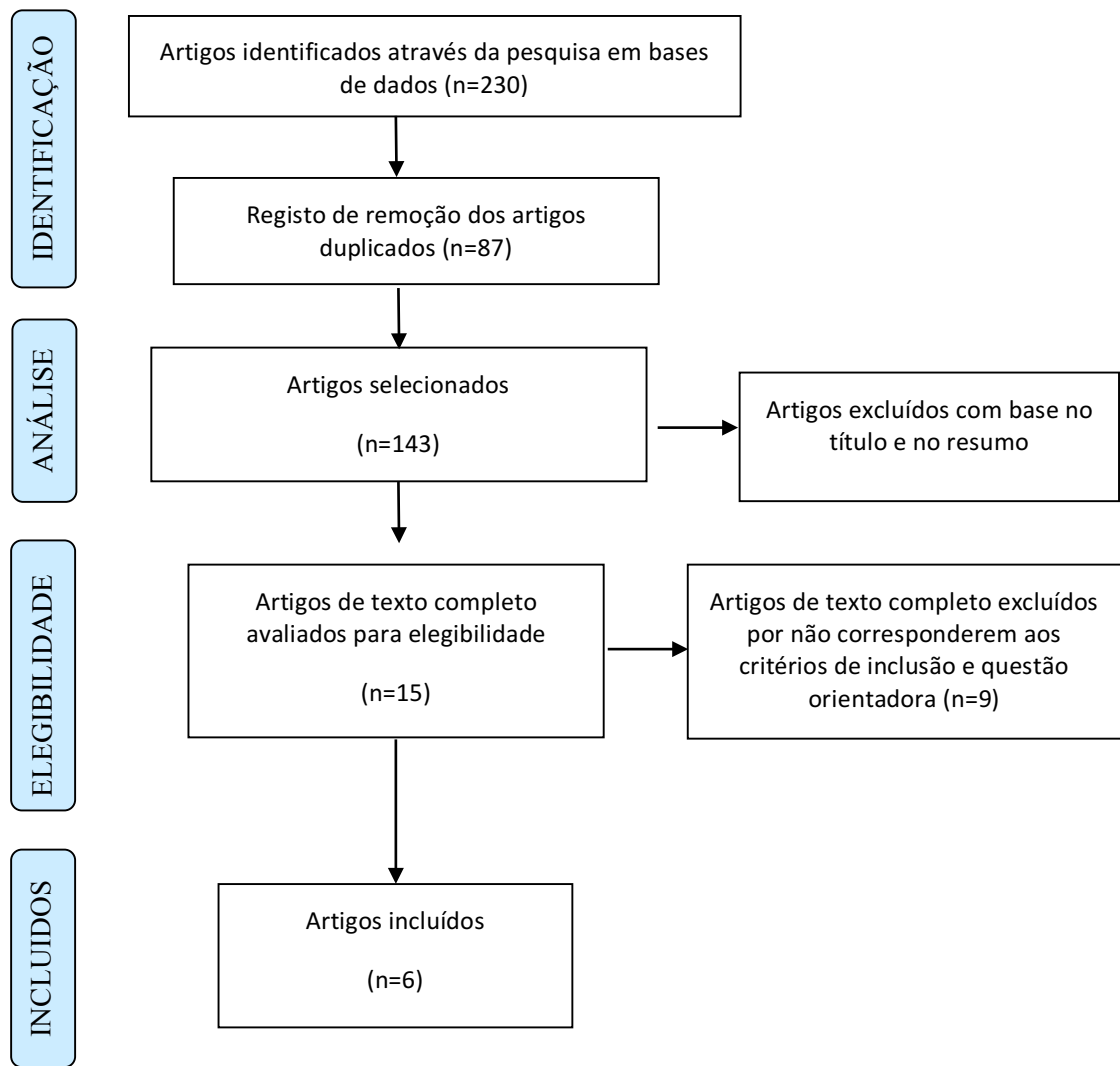 IDENTIFICAÇÃO
Artigos identificados através da pesquisa em bases
de dados (n=230)
Registo de remoção dos artigos
duplicados (n=87)
ANÁLISE
Artigos selecionados
(n=143)
Artigos excluídos com base no
título e no resumo
ELEGIBILIDADE
Artigos de texto completo
avaliados para elegibilidade
(n=15)
Artigos de texto completo excluídos
por não corresponderem aos
critérios de inclusão e questão
orientadora (n=9)
INCLUIDOS
Artigos incluídos
(n=6)